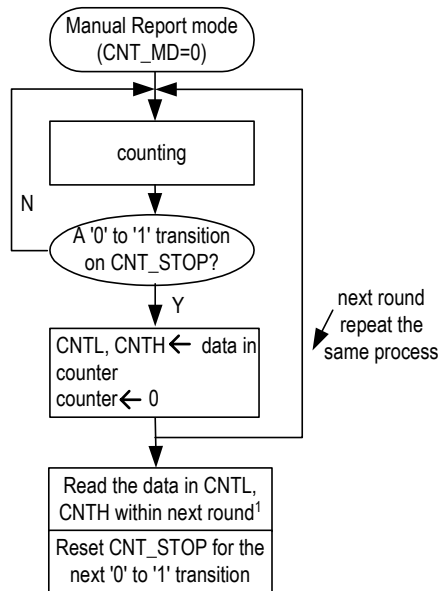 Manual Report mode
(CNT_MD=0)
counting
N
A '0' to '1' transition
on CNT_STOP?
Y
next round
repeat the
same process
CNTL, CNTH ← data in
counter
counter ← 0
Read the data in CNTL,
CNTH within next round¹
Reset CNT_STOP for the
next '0' to '1' transition